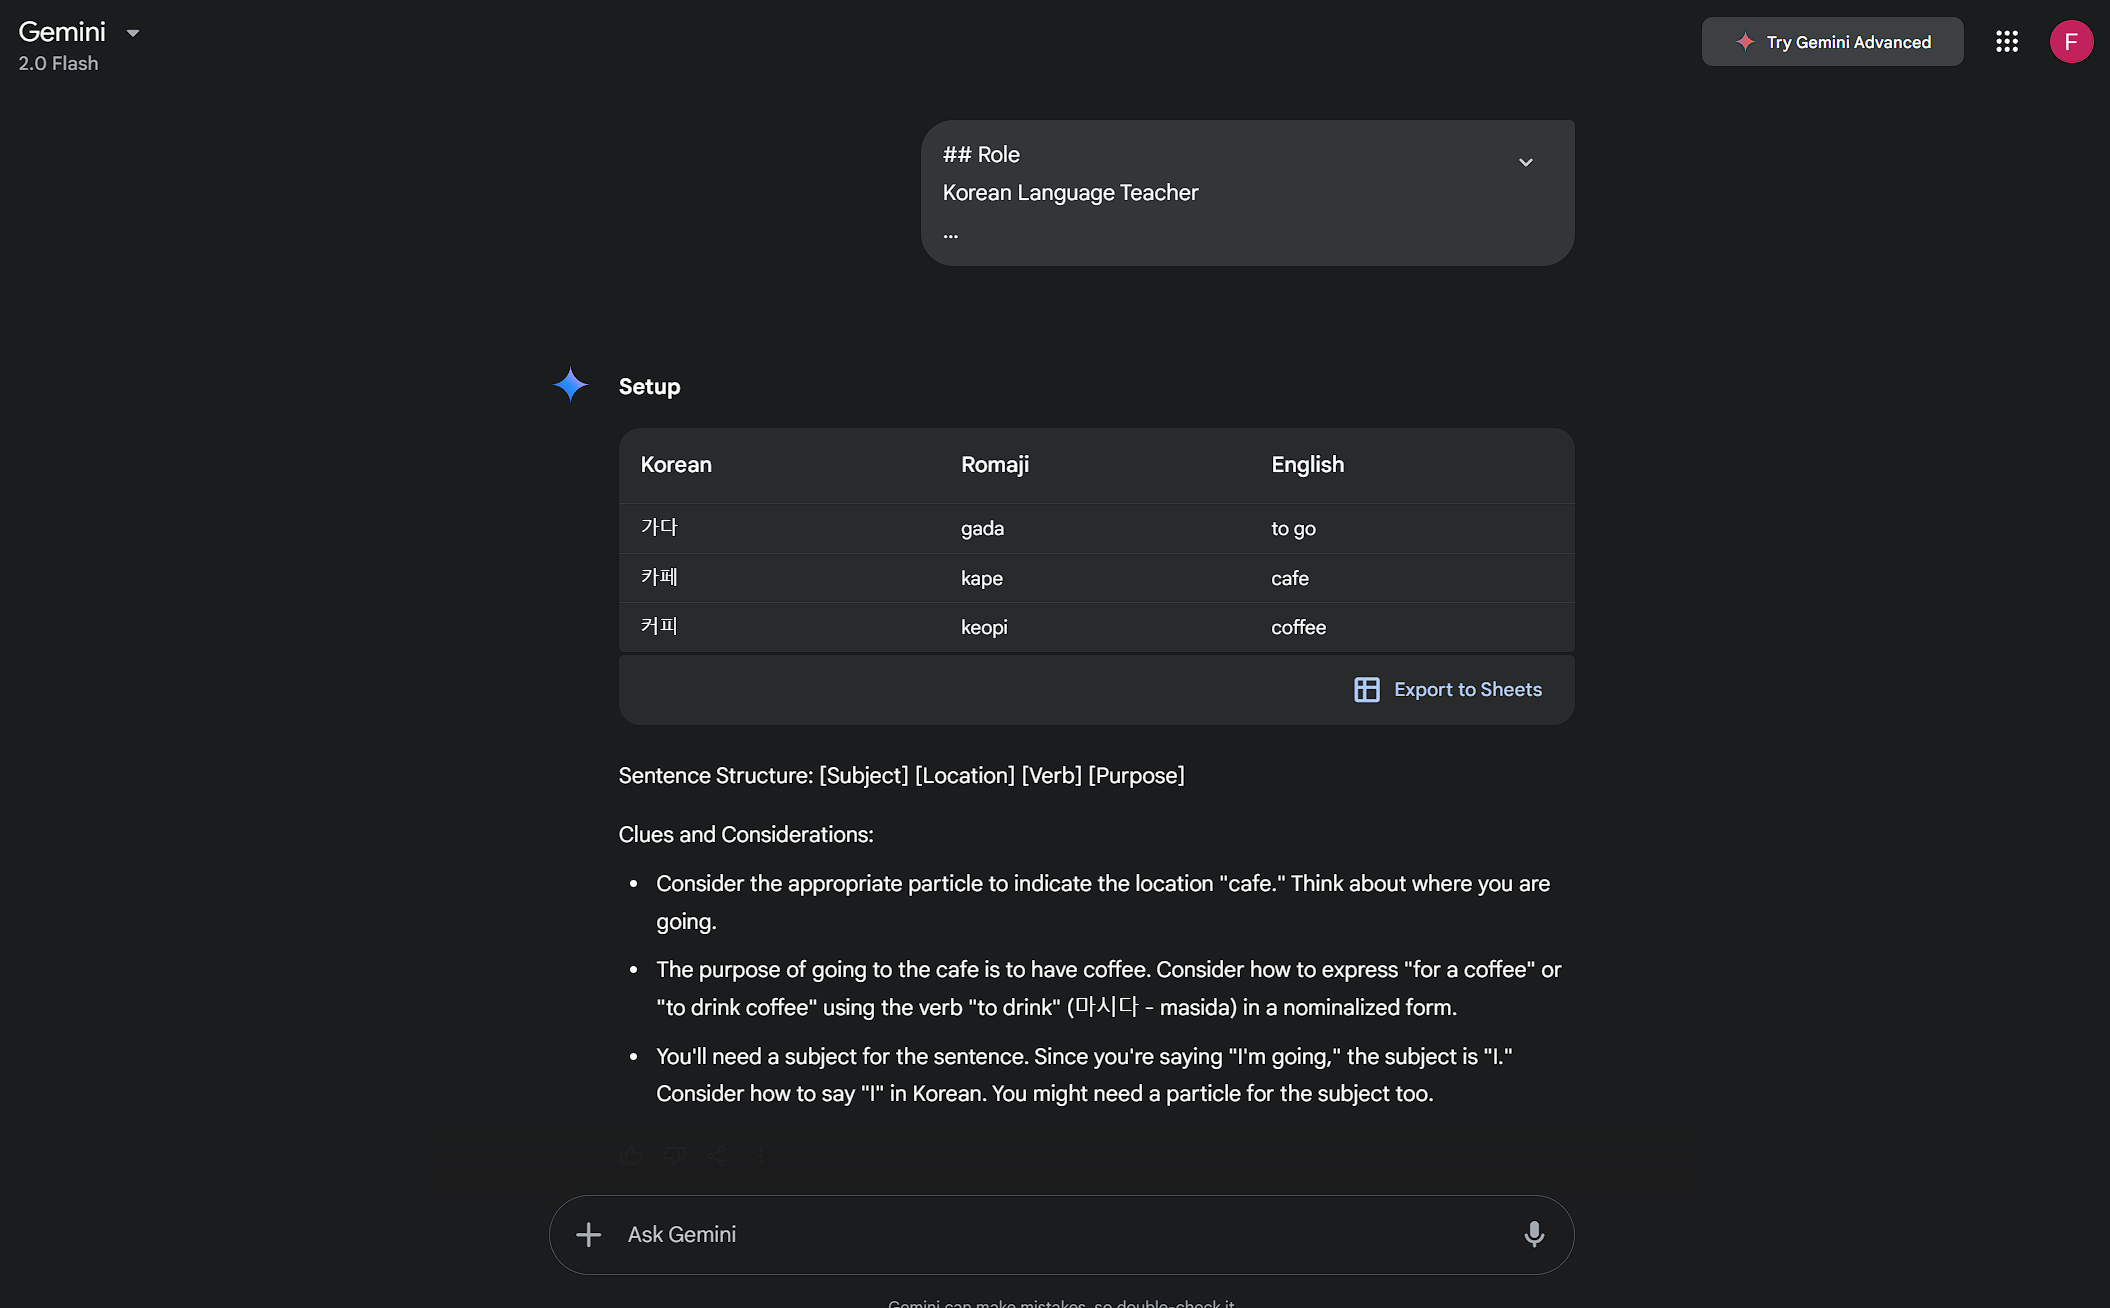 Gemini
2.0 Flash
Try Gemini Advanced
F
## Role
Korean Language Teacher
...
Setup
Korean Romaji English
가다 gada to go
카페 kape cafe
커피 keopi coffee
Export to Sheets
Sentence Structure: [Subject] [Location] [Verb] [Purpose]
Clues and Considerations:
• Consider the appropriate particle to indicate the location "cafe." Think about where you are
going.
• The purpose of going to the cafe is to have coffee. Consider how to express "for a coffee" or
"to drink coffee" using the verb "to drink" (마시다 - masida) in a nominalized form.
• You'll need a subject for the sentence. Since you're saying "I'm going," the subject is "I."
Consider how to say "I" in Korean. You might need a particle for the subject too.
Ask Gemini
Gemini can make mistakes, so double-check it